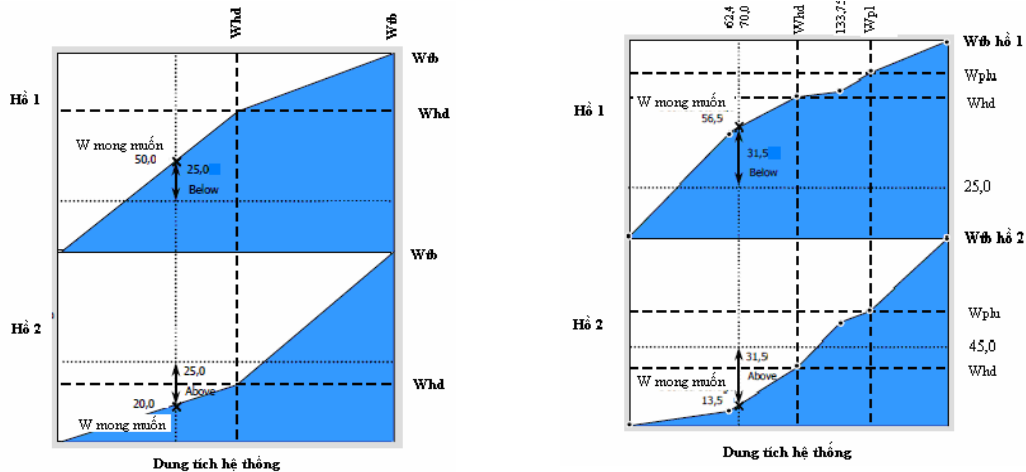 Whd
Wtb
Wtb
Hồ 1
Whd
W mong muốn
50,0
25,0
Below
Wtb
Hồ 2
25,0
Above
Whd
20,0
W mong muốn
Dung tích hệ thống
62,4
70,0
Whd
133,75
Wpl
Wtb hồ 1
Wplu
Whd
Hồ 1
W mong muốn
56,5
31,5
Below
25,0
Wtb hồ 2
Wplu
Hồ 2
45,0
31,5
Above
Whd
W mong muốn
13,5
Dung tích hệ thống